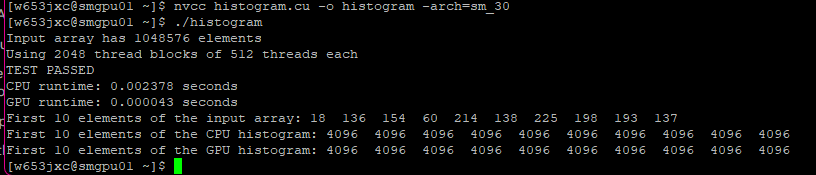 [w653jxc@smgpu01 ~]$ nvcc histogram.cu -o histogram -arch=sm_30
[w653jxc@smgpu01 ~]$ ./histogram
Input array has 1048576 elements
Using 2048 thread blocks of 512 threads each
TEST PASSED
CPU runtime: 0.002378 seconds
GPU runtime: 0.000043 seconds
First 10 elements of the input array: 18  136  154  60  214  138  225  198  193  137
First 10 elements of the CPU histogram: 4096  4096  4096  4096  4096  4096  4096  4096  4096  4096
First 10 elements of the GPU histogram: 4096  4096  4096  4096  4096  4096  4096  4096  4096  4096
[w653jxc@smgpu01 ~]$